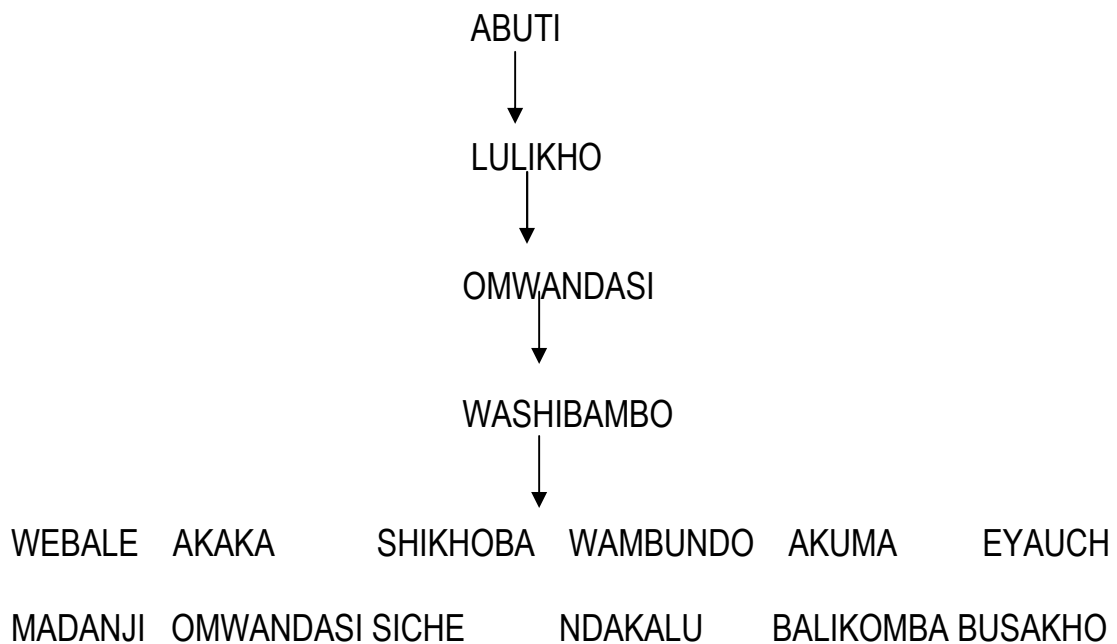 ABUTI
LULIKHO
OMWANDASI
WASHIBAMBO
WEBALE AKAKA SHIKHOBA WAMBUNDO AKUMA EYAUCH
MADANJI OMWANDASI SICHE NDAKALU BALIKOMBA BUSAKHO